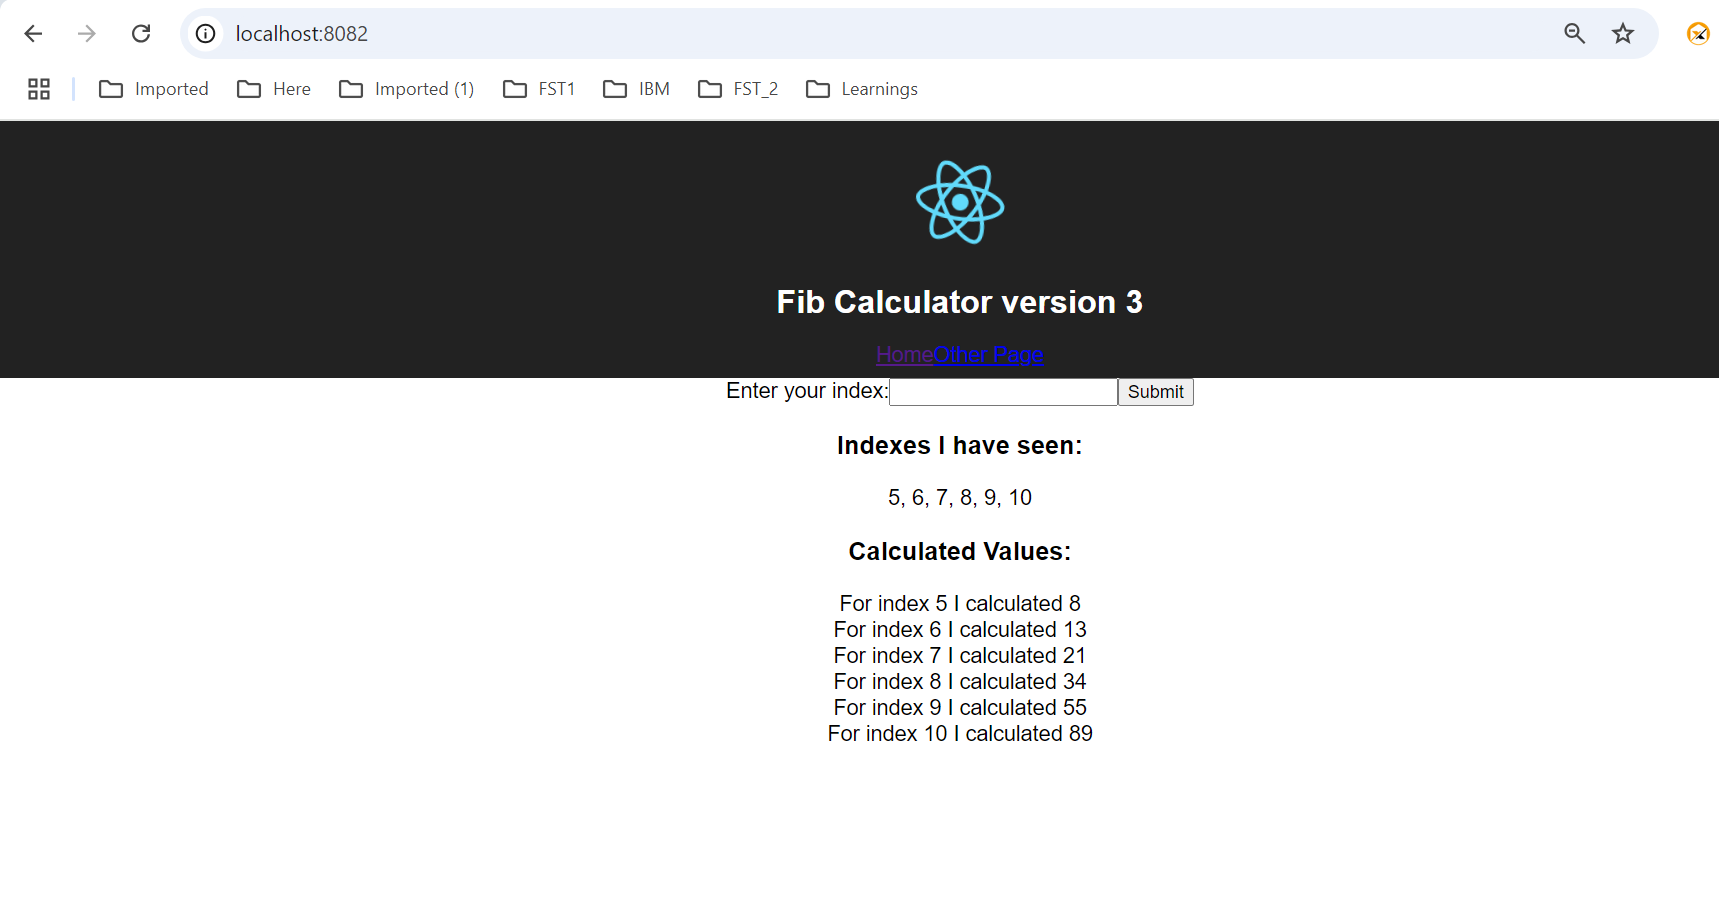 localhost:8082
Imported Here Imported (1) FST1 IBM FST_2 Learnings
Fib Calculator version 3
HomeOther Page
Enter your index: Submit
Indexes I have seen:
5, 6, 7, 8, 9, 10
Calculated Values:
For index 5 I calculated 8
For index 6 I calculated 13
For index 7 I calculated 21
For index 8 I calculated 34
For index 9 I calculated 55
For index 10 I calculated 89